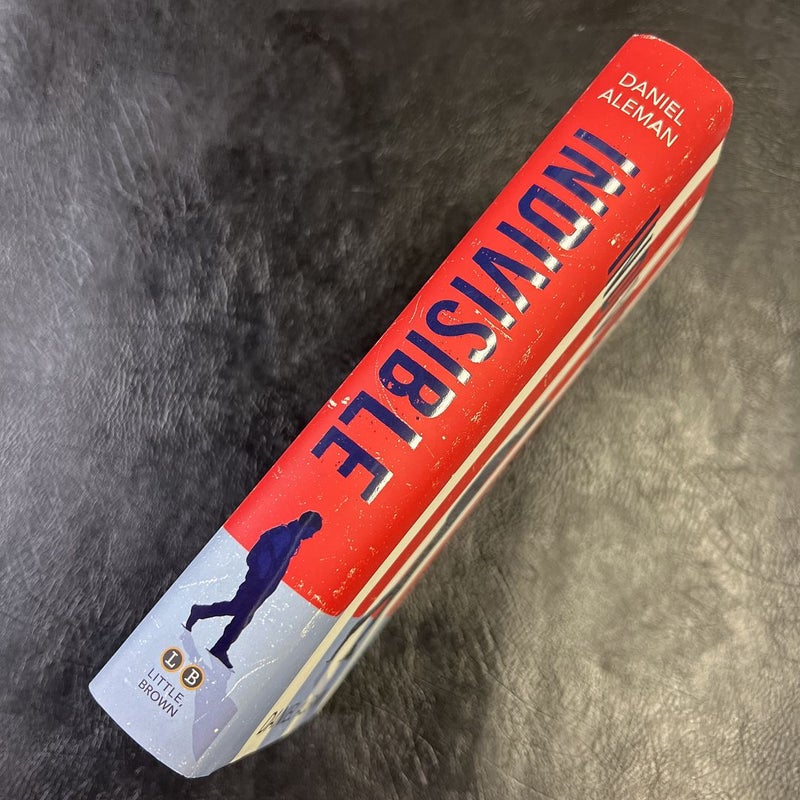 DANIEL
ALEMAN
INDIVISIBLE
L B
LITTLE,
BROWN